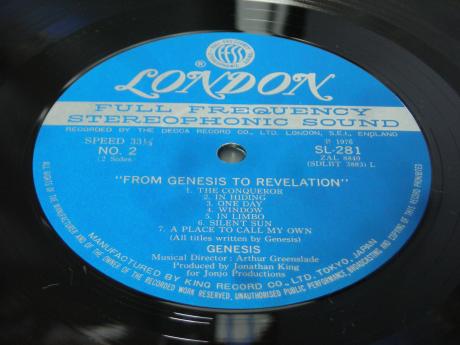 ®
LONDON
FULL FREQUENCY
STEREOPHONIC SOUND
RECORDED BY THE DECCA RECORD CO., LTD. LONDON, S.E.I., ENGLAND
SPEED 33⅓
NO. 2
(2 Sides)
P 1976
SL-281
ZAL 8840
(SDLBT 3883) L
"FROM GENESIS TO REVELATION"
1. THE CONQUEROR
2. IN HIDING
3. ONE DAY
4. WINDOW
5. IN LIMBO
6. SILENT SUN
7. A PLACE TO CALL MY OWN
(All titles written by Genesis)
GENESIS
Musical Director: Arthur Greenslade
Produced by Jonathan King
for Jonjo Productions
MANUFACTURED BY KING RECORD CO., LTD. TOKYO, JAPAN
ALL RIGHTS OF THE MANUFACTURER AND OF THE OWNER OF THE RECORDED WORK RESERVED, UNAUTHORISED PUBLIC PERFORMANCE, BROADCASTING AND COPYING OF THIS RECORD PROHIBITED